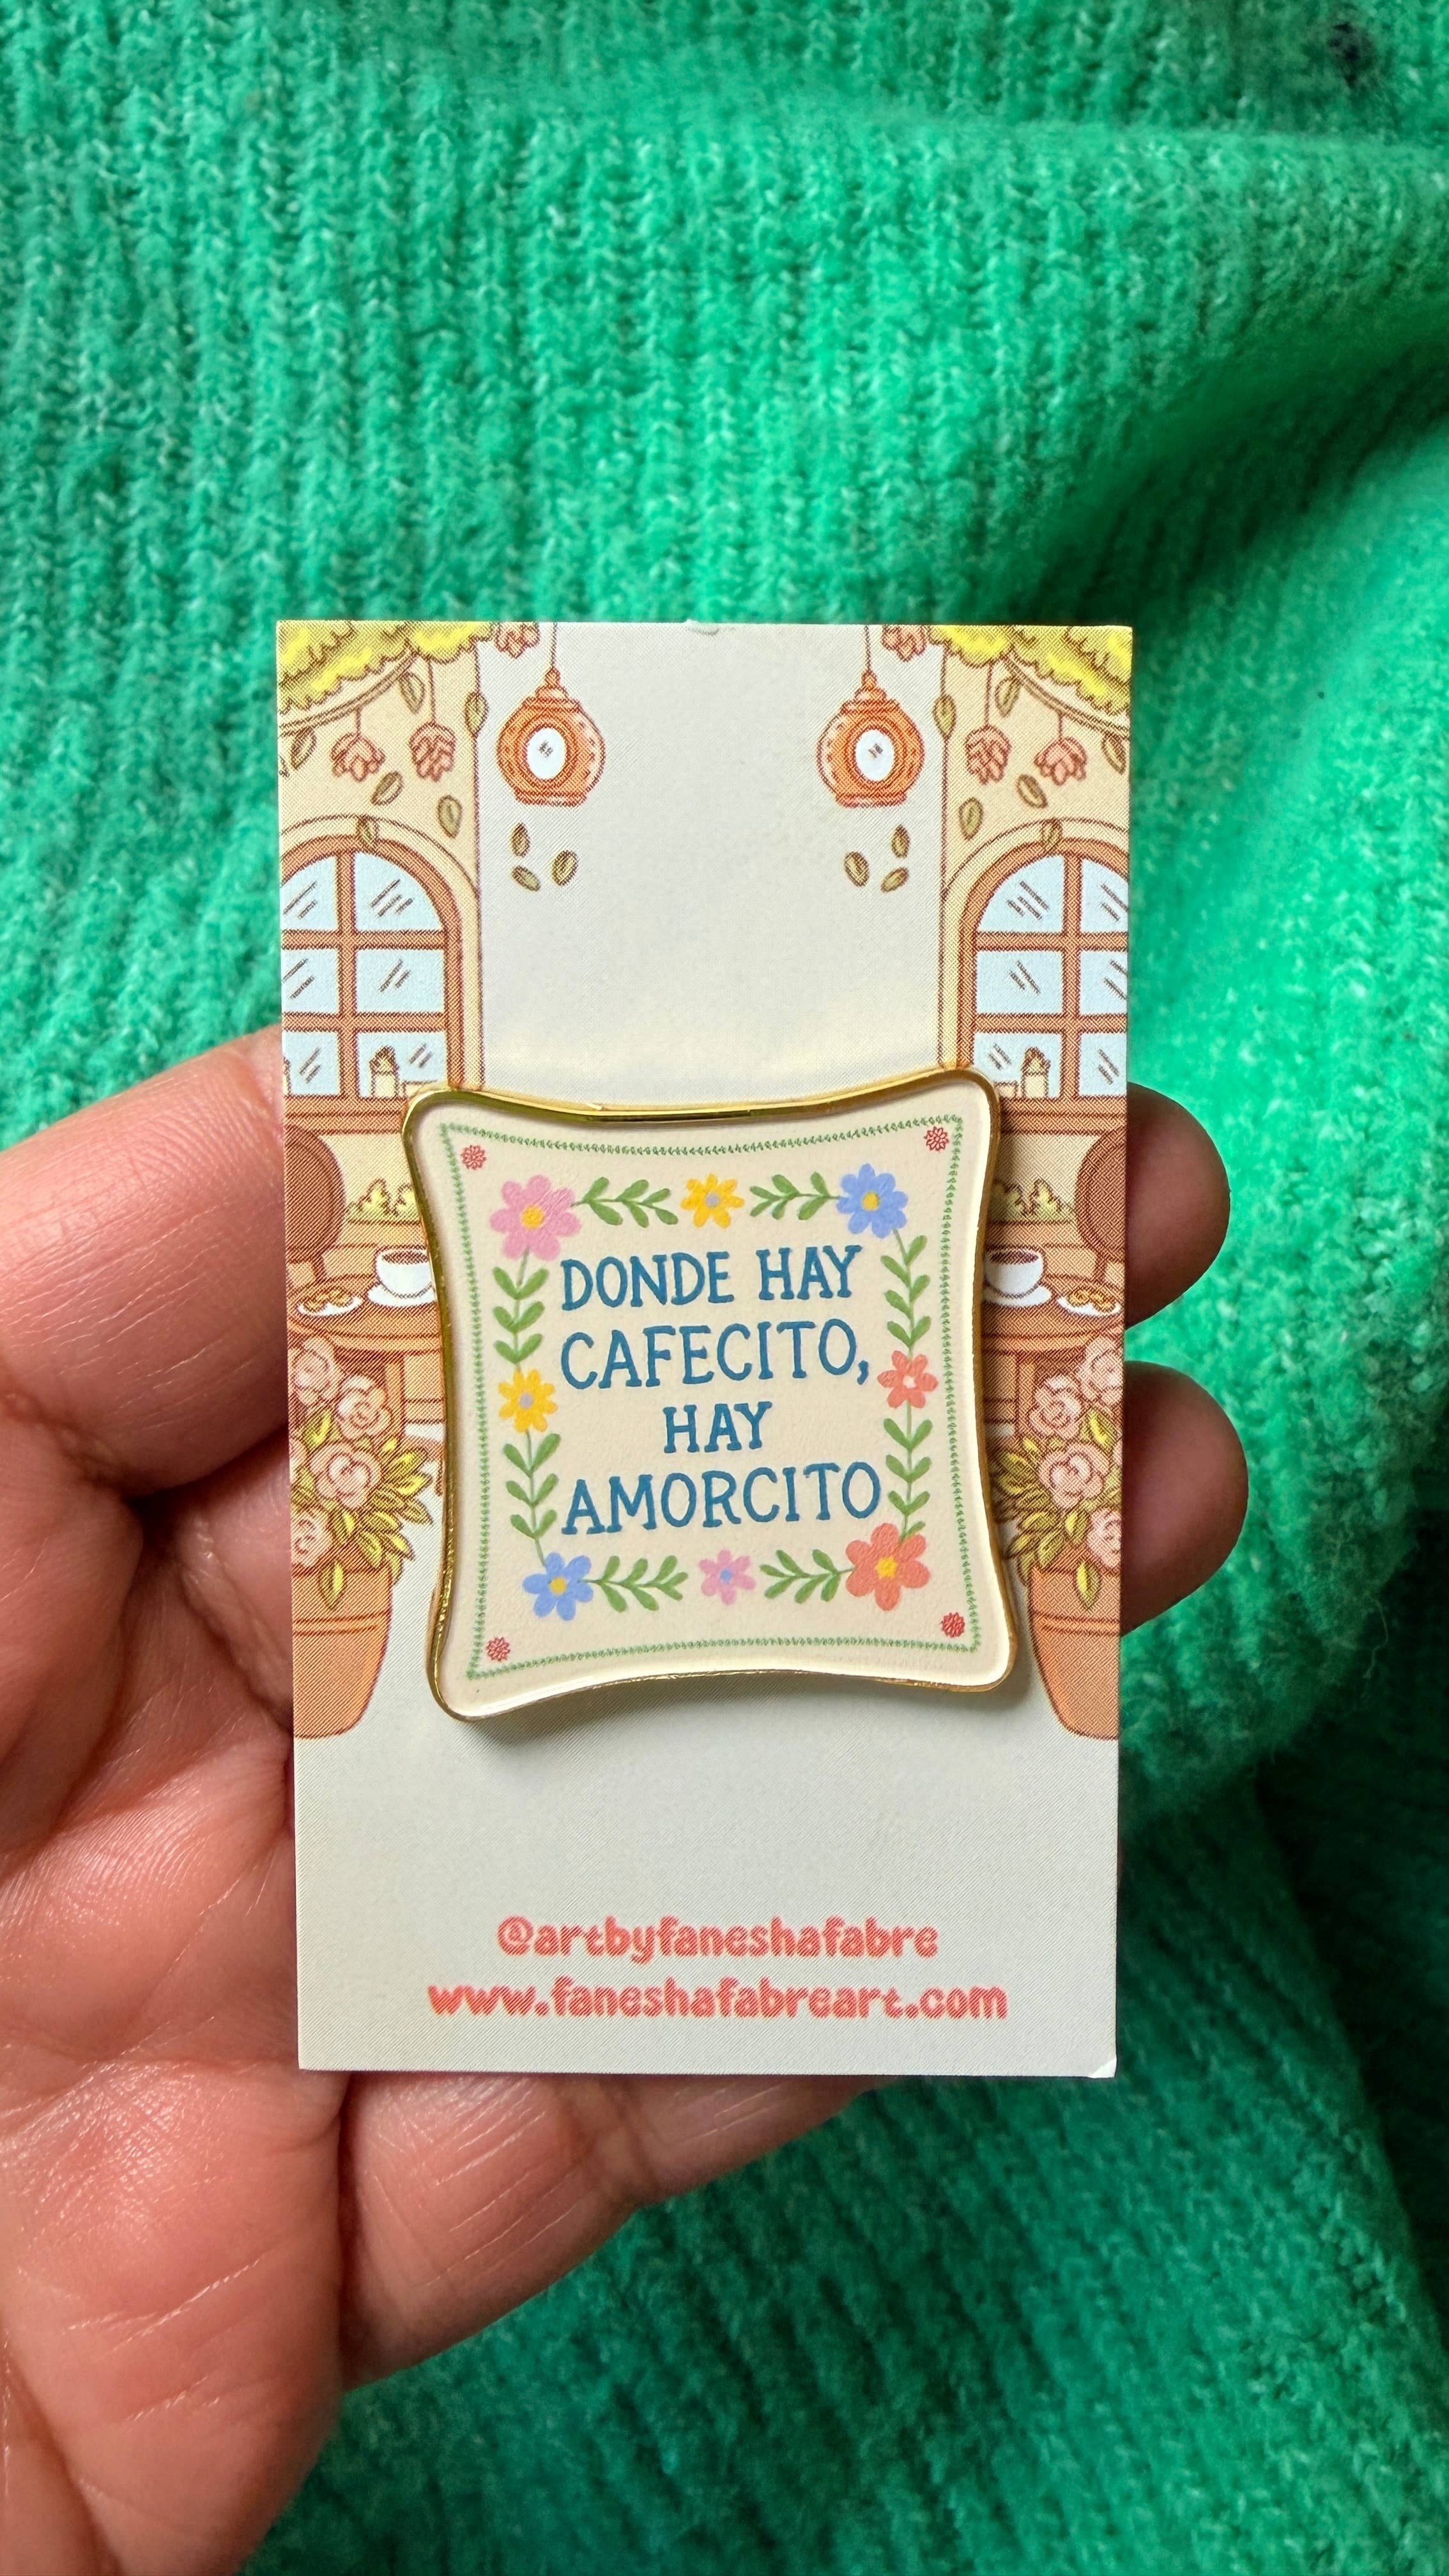 DONDE HAY
CAFECITO,
HAY
AMORCITO
@artbyfaneshafabre
www.faneshafabreart.com